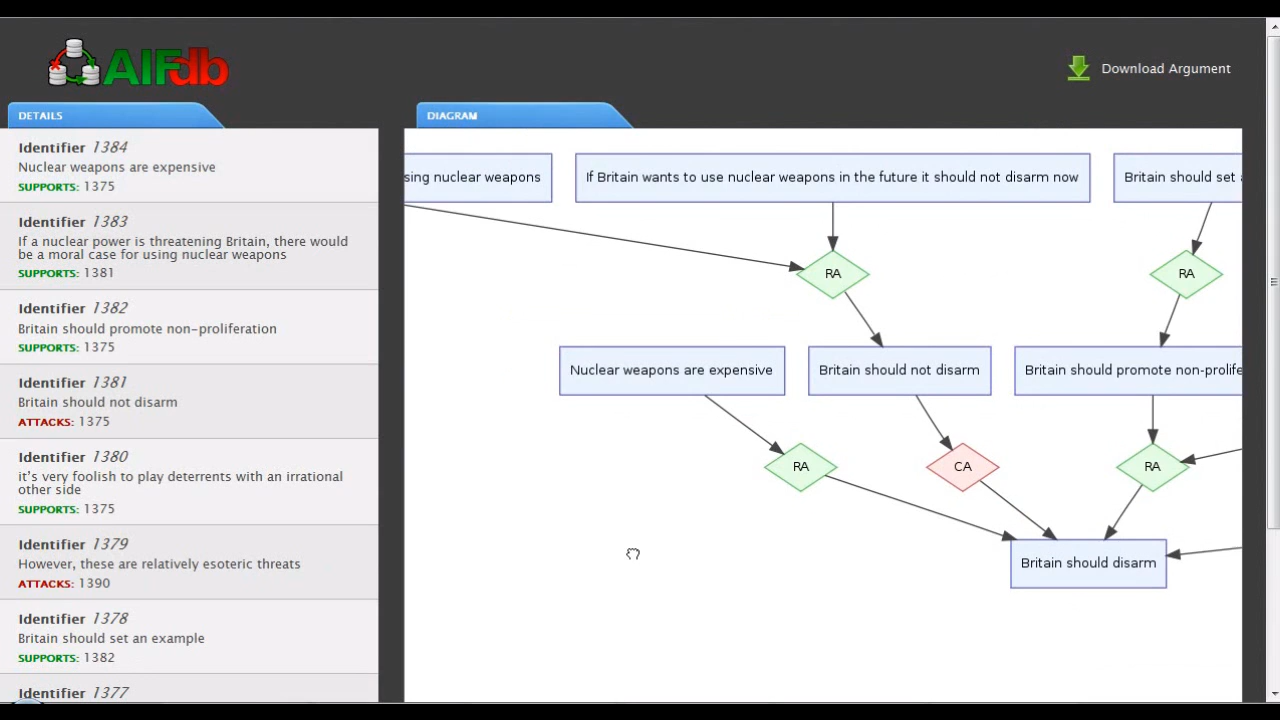 AIFdb
Download Argument
DETAILS
DIAGRAM
Identifier 1384
Nuclear weapons are expensive
SUPPORTS: 1375
Identifier 1383
If a nuclear power is threatening Britain, there would
be a moral case for using nuclear weapons
SUPPORTS: 1381
Identifier 1382
Britain should promote non-proliferation
SUPPORTS: 1375
Identifier 1381
Britain should not disarm
ATTACKS: 1375
Identifier 1380
it's very foolish to play deterrents with an irrational
other side
SUPPORTS: 1375
Identifier 1379
However, these are relatively esoteric threats
ATTACKS: 1390
Identifier 1378
Britain should set an example
SUPPORTS: 1382
Identifier 1377
sing nuclear weapons
If Britain wants to use nuclear weapons in the future it should not disarm now
Britain should set a
RA
RA
Nuclear weapons are expensive
Britain should not disarm
Britain should promote non-prolife
RA
CA
RA
Britain should disarm